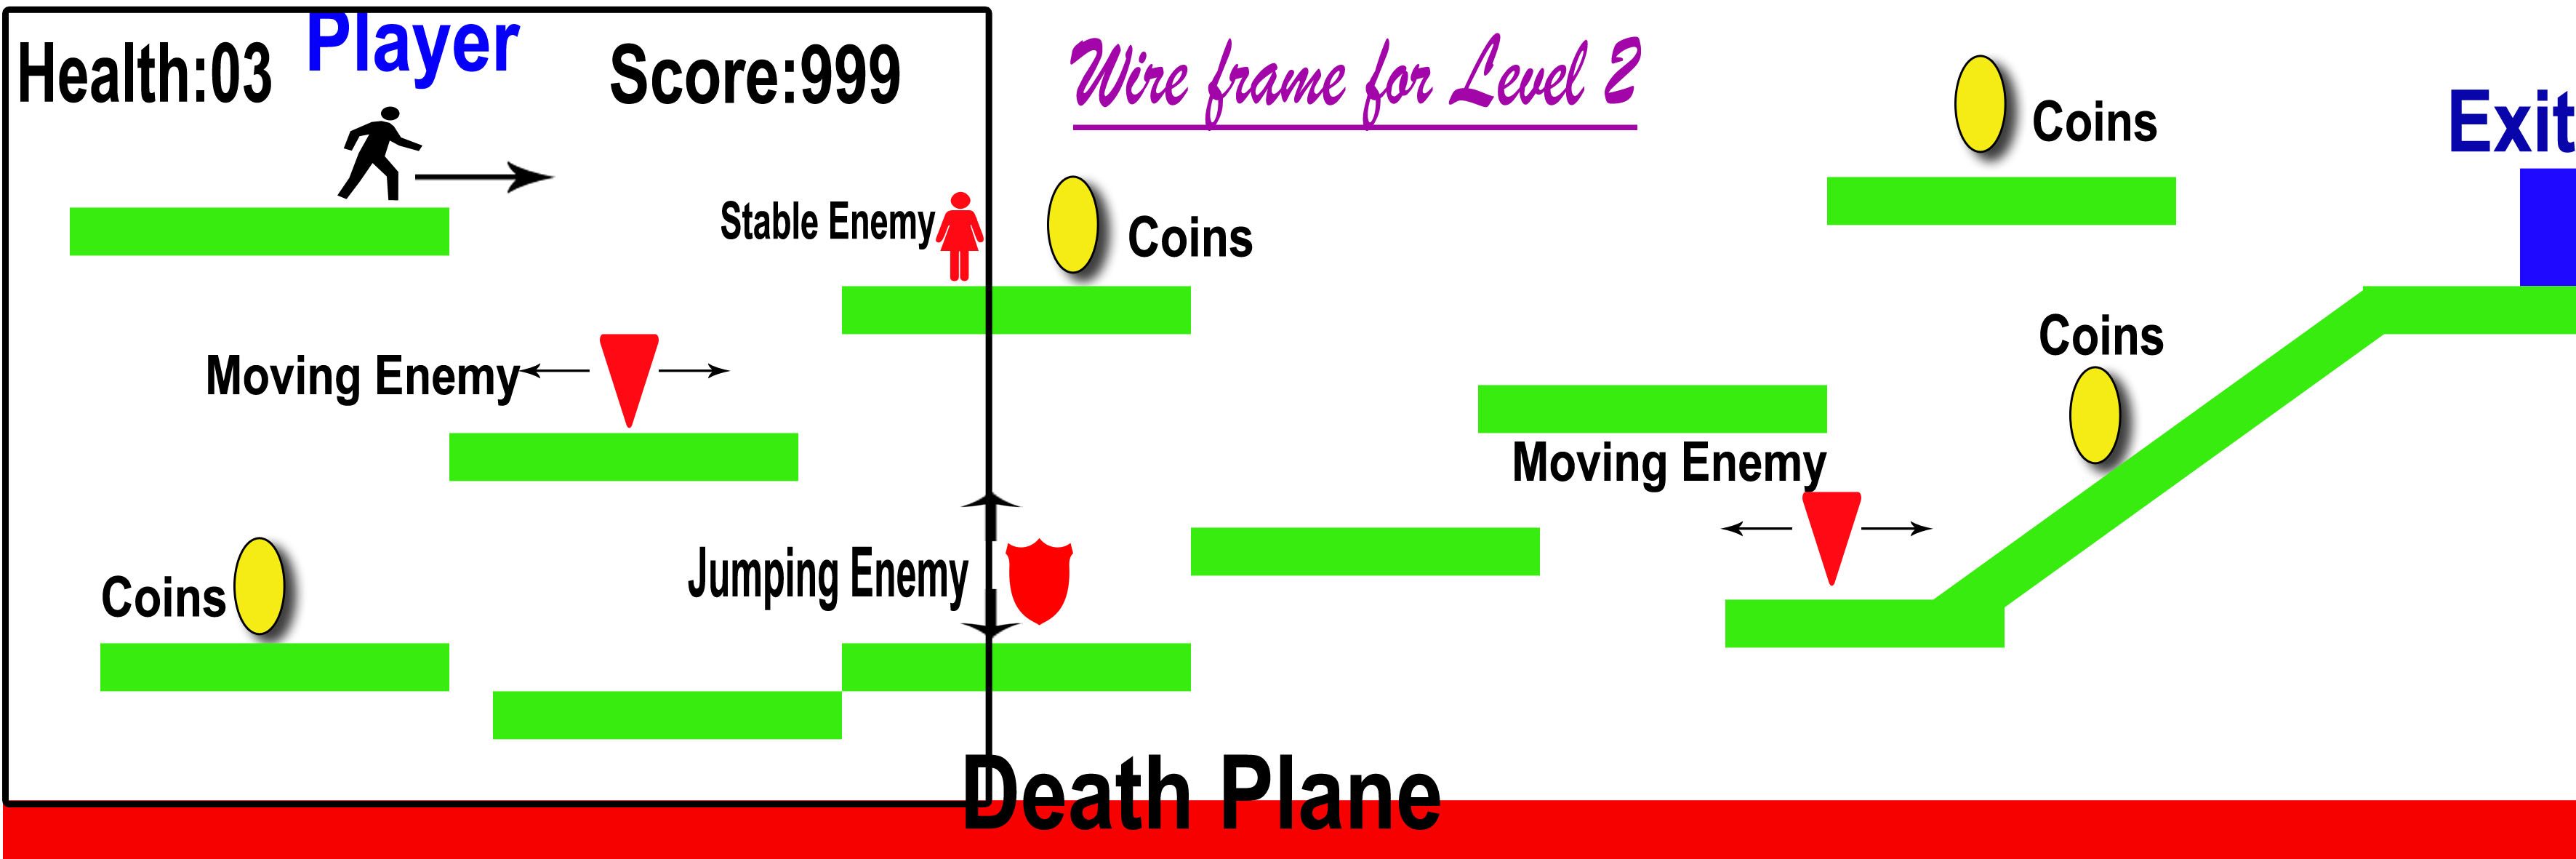 Health:03
Player
Score:999
Wire frame for Level 2
Coins
Exit
Stable Enemy
Coins
Coins
Moving Enemy
Moving Enemy
Jumping Enemy
Coins
Death Plane